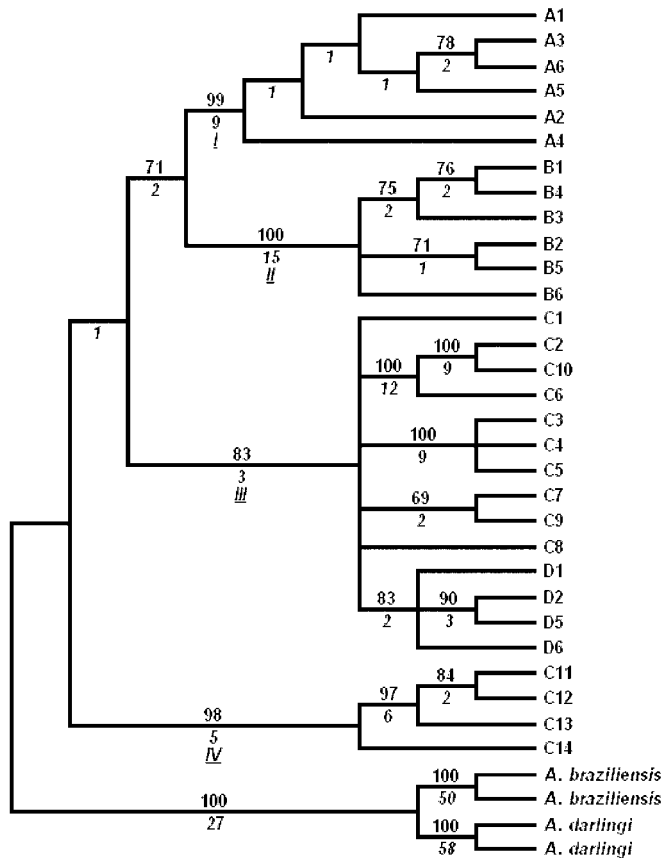 A1
78
A3
1
2
A6
1
1
A5
99
A2
9
I
A4
71
76
B1
2
75
2
B4
2
B3
100
71
B2
15
1
B5
II
B6
C1
1
100
C2
100
9
C10
12
C6
C3
83
100
C4
3
9
C5
III
69
C7
2
C9
C8
D1
83
90
D2
2
3
D5
D6
84
C11
97
2
C12
98
6
C13
5
IV
C14
100
A. braziliensis
100
50
A. braziliensis
27
100
A. darlingi
58
A. darlingi